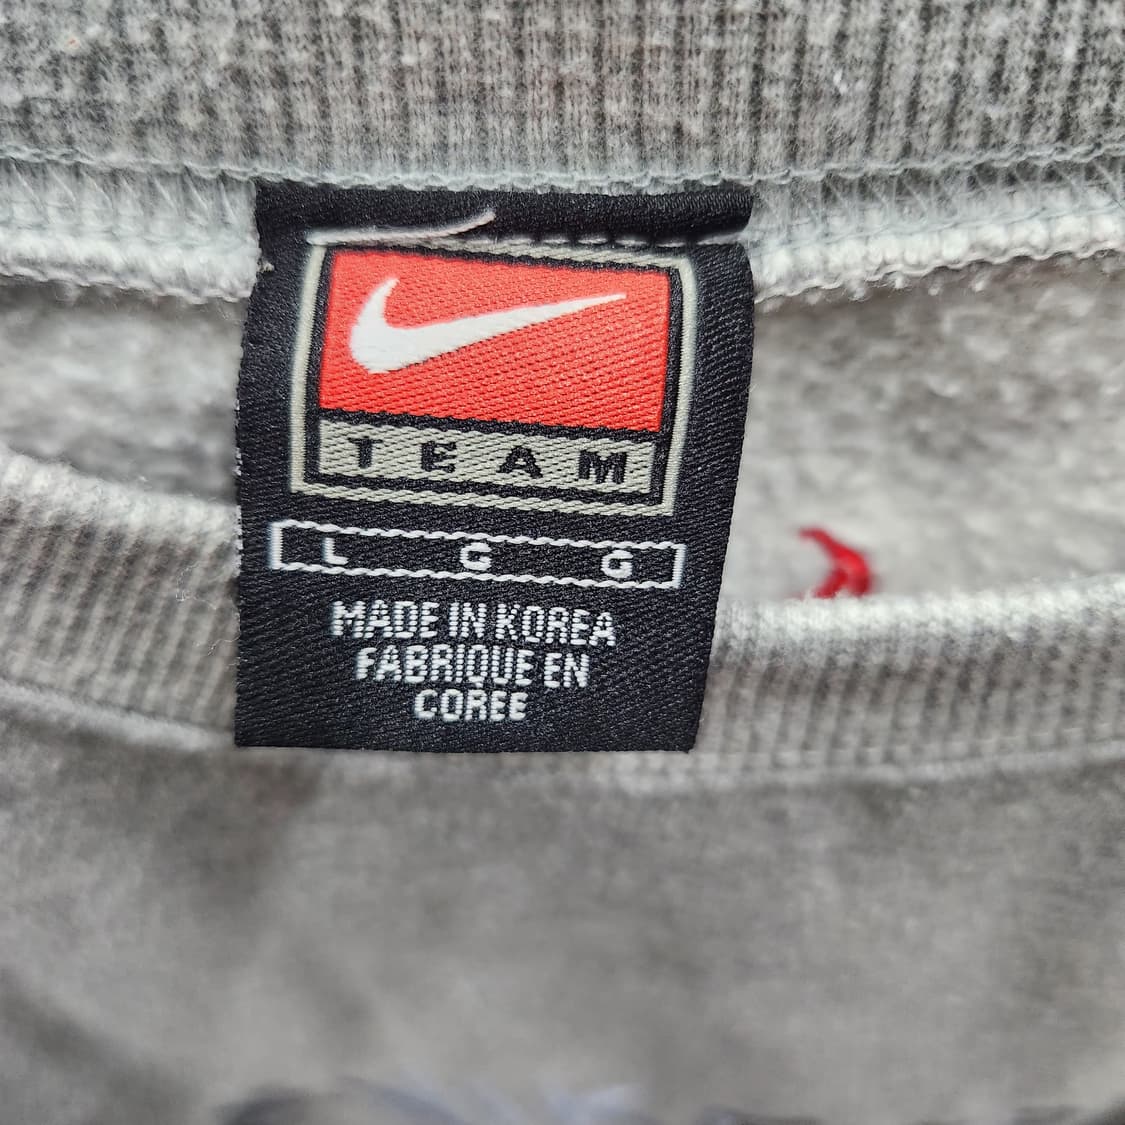 TEAM
L G G
MADE IN KOREA
FABRIQUE EN
COREE